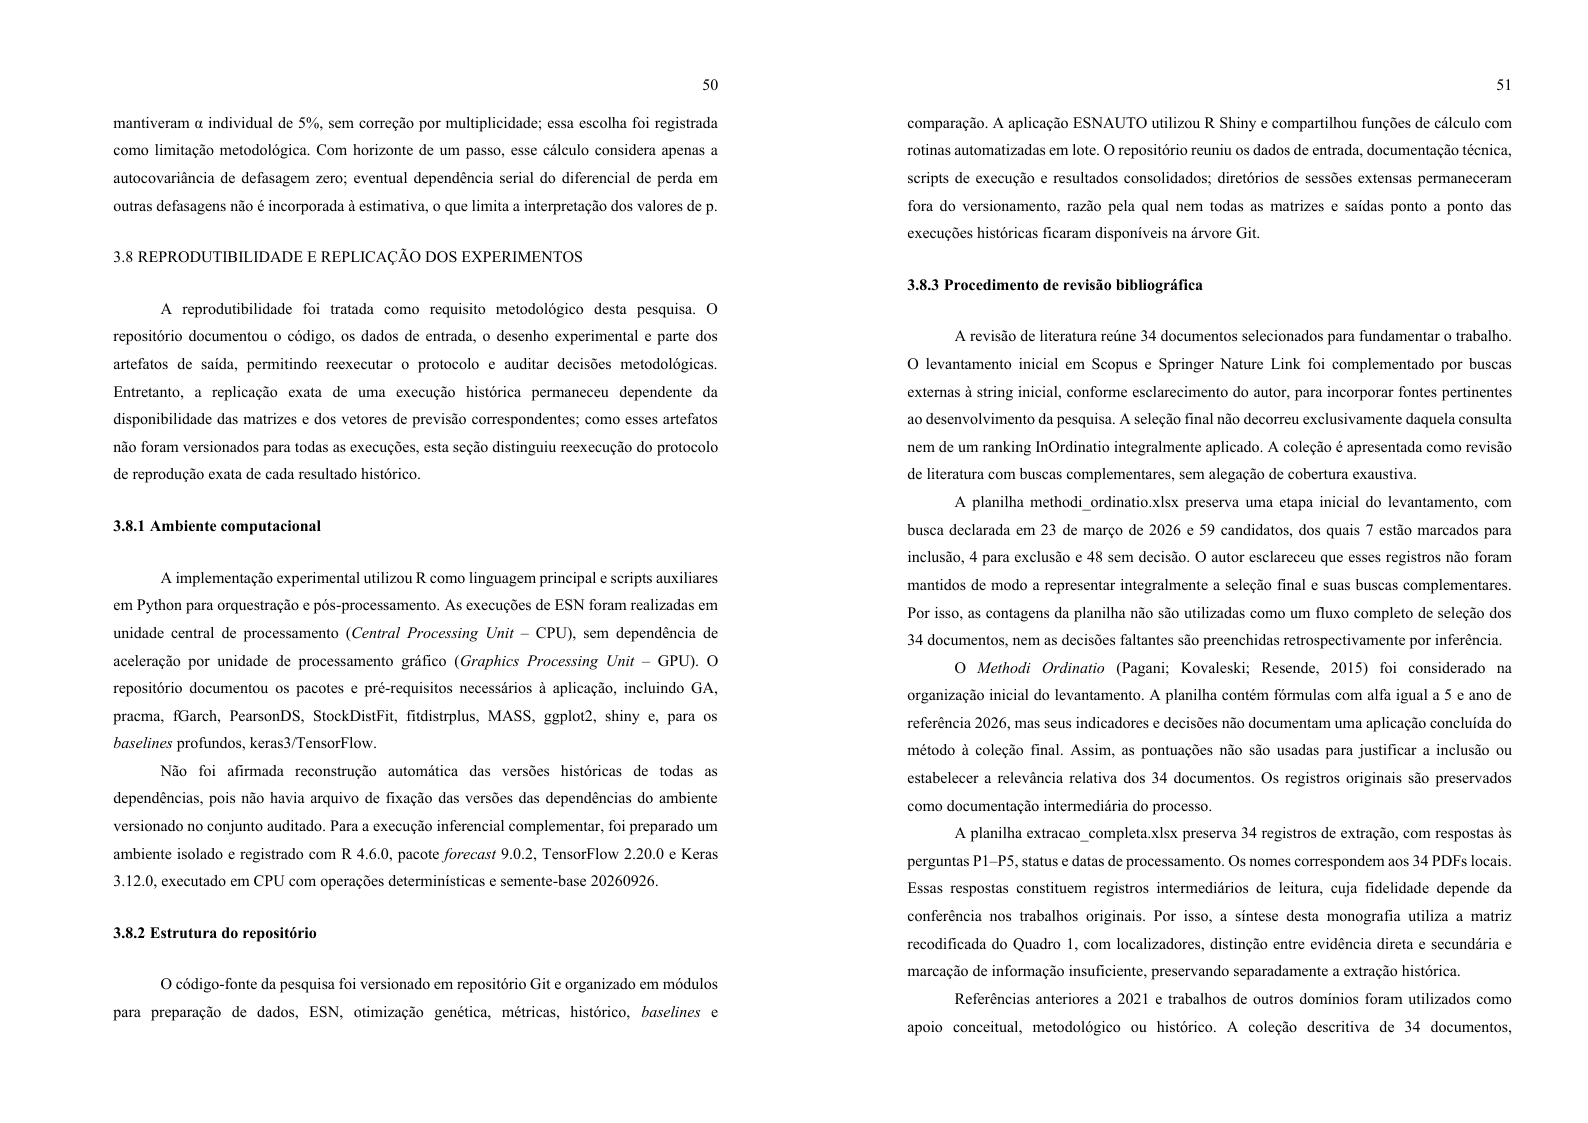 50
mantiveram α individual de 5%, sem correção por multiplicidade; essa escolha foi registrada
como limitação metodológica. Com horizonte de um passo, esse cálculo considera apenas a
autocovariância de defasagem zero; eventual dependência serial do diferencial de perda em
outras defasagens não é incorporada à estimativa, o que limita a interpretação dos valores de p.
3.8 REPRODUTIBILIDADE E REPLICAÇÃO DOS EXPERIMENTOS
A reprodutibilidade foi tratada como requisito metodológico desta pesquisa. O
repositório documentou o código, os dados de entrada, o desenho experimental e parte dos
artefatos de saída, permitindo reexecutar o protocolo e auditar decisões metodológicas.
Entretanto, a replicação exata de uma execução histórica permaneceu dependente da
disponibilidade das matrizes e dos vetores de previsão correspondentes; como esses artefatos
não foram versionados para todas as execuções, esta seção distinguiu reexecução do protocolo
de reprodução exata de cada resultado histórico.
3.8.1 Ambiente computacional
A implementação experimental utilizou R como linguagem principal e scripts auxiliares
em Python para orquestração e pós-processamento. As execuções de ESN foram realizadas em
unidade central de processamento (Central Processing Unit – CPU), sem dependência de
aceleração por unidade de processamento gráfico (Graphics Processing Unit – GPU). O
repositório documentou os pacotes e pré-requisitos necessários à aplicação, incluindo GA,
pracma, fGarch, PearsonDS, StockDistFit, fitdistrplus, MASS, ggplot2, shiny e, para os
baselines profundos, keras3/TensorFlow.
Não foi afirmada reconstrução automática das versões históricas de todas as
dependências, pois não havia arquivo de fixação das versões das dependências do ambiente
versionado no conjunto auditado. Para a execução inferencial complementar, foi preparado um
ambiente isolado e registrado com R 4.6.0, pacote forecast 9.0.2, TensorFlow 2.20.0 e Keras
3.12.0, executado em CPU com operações determinísticas e semente-base 20260926.
3.8.2 Estrutura do repositório
O código-fonte da pesquisa foi versionado em repositório Git e organizado em módulos
para preparação de dados, ESN, otimização genética, métricas, histórico, baselines e
51
comparação. A aplicação ESNAUTO utilizou R Shiny e compartilhou funções de cálculo com
rotinas automatizadas em lote. O repositório reuniu os dados de entrada, documentação técnica,
scripts de execução e resultados consolidados; diretórios de sessões extensas permaneceram
fora do versionamento, razão pela qual nem todas as matrizes e saídas ponto a ponto das
execuções históricas ficaram disponíveis na árvore Git.
3.8.3 Procedimento de revisão bibliográfica
A revisão de literatura reúne 34 documentos selecionados para fundamentar o trabalho.
O levantamento inicial em Scopus e Springer Nature Link foi complementado por buscas
externas à string inicial, conforme esclarecimento do autor, para incorporar fontes pertinentes
ao desenvolvimento da pesquisa. A seleção final não decorreu exclusivamente daquela consulta
nem de um ranking InOrdinatio integralmente aplicado. A coleção é apresentada como revisão
de literatura com buscas complementares, sem alegação de cobertura exaustiva.
A planilha methodi_ordinatio.xlsx preserva uma etapa inicial do levantamento, com
busca declarada em 23 de março de 2026 e 59 candidatos, dos quais 7 estão marcados para
inclusão, 4 para exclusão e 48 sem decisão. O autor esclareceu que esses registros não foram
mantidos de modo a representar integralmente a seleção final e suas buscas complementares.
Por isso, as contagens da planilha não são utilizadas como um fluxo completo de seleção dos
34 documentos, nem as decisões faltantes são preenchidas retrospectivamente por inferência.
O Methodi Ordinatio (Pagani; Kovaleski; Resende, 2015) foi considerado na
organização inicial do levantamento. A planilha contém fórmulas com alfa igual a 5 e ano de
referência 2026, mas seus indicadores e decisões não documentam uma aplicação concluída do
método à coleção final. Assim, as pontuações não são usadas para justificar a inclusão ou
estabelecer a relevância relativa dos 34 documentos. Os registros originais são preservados
como documentação intermediária do processo.
A planilha extracao_completa.xlsx preserva 34 registros de extração, com respostas às
perguntas P1–P5, status e datas de processamento. Os nomes correspondem aos 34 PDFs locais.
Essas respostas constituem registros intermediários de leitura, cuja fidelidade depende da
conferência nos trabalhos originais. Por isso, a síntese desta monografia utiliza a matriz
recodificada do Quadro 1, com localizadores, distinção entre evidência direta e secundária e
marcação de informação insuficiente, preservando separadamente a extração histórica.
Referências anteriores a 2021 e trabalhos de outros domínios foram utilizados como
apoio conceitual, metodológico ou histórico. A coleção descritiva de 34 documentos,